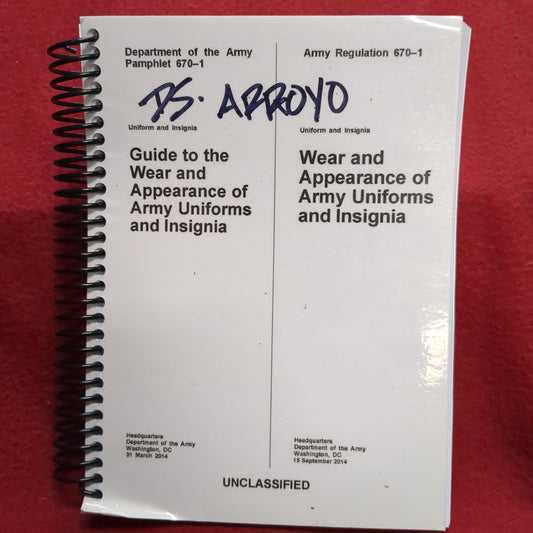 Department of the Army
Pamphlet 670–1
DS. ARROYO
Uniform and Insignia
Guide to the
Wear and
Appearance of
Army Uniforms
and Insignia
Headquarters
Department of the Army
Washington, DC
31 March 2014
Army Regulation 670–1
Uniform and Insignia
Wear and
Appearance of
Army Uniforms
and Insignia
Headquarters
Department of the Army
Washington, DC
15 September 2014
UNCLASSIFIED